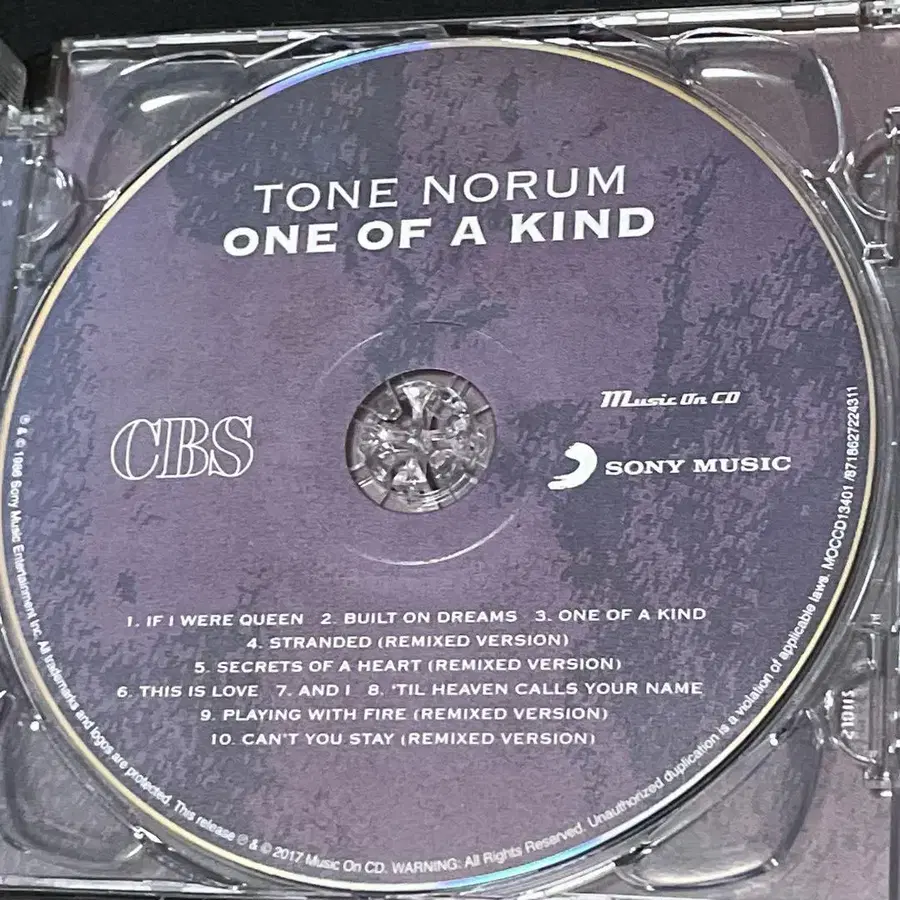 TONE NORUM
ONE OF A KIND
Music On CD
CBS
SONY MUSIC
1. IF I WERE QUEEN 2. BUILT ON DREAMS 3. ONE OF A KIND
4. STRANDED (REMIXED VERSION)
5. SECRETS OF A HEART (REMIXED VERSION)
6. THIS IS LOVE 7. AND I 8. 'TIL HEAVEN CALLS YOUR NAME
9. PLAYING WITH FIRE (REMIXED VERSION)
10. CAN'T YOU STAY (REMIXED VERSION)
℗ & © 1986 Sony Music Entertainment Inc. All trademarks and logos are protected. This release ℗ & © 2017 Music On CD. WARNING: All Rights Reserved. Unauthorized duplication is a violation of applicable laws. MOCCD13401 /8718627224311